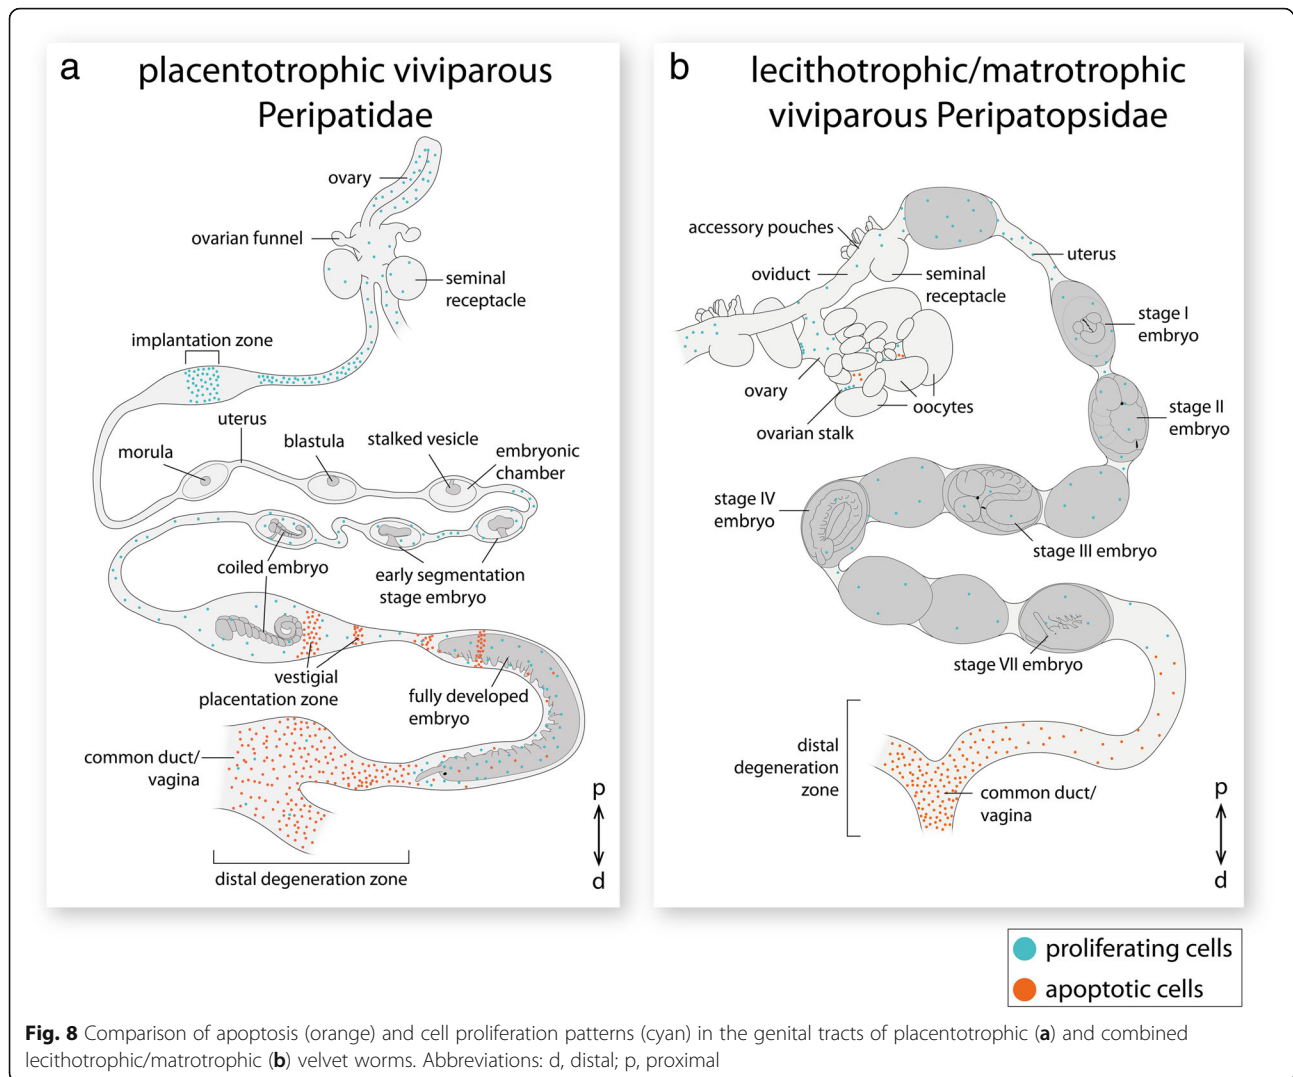 a
placentotrophic viviparous
Peripatidae
ovary
ovarian funnel
seminal
receptacle
implantation zone
uterus
morula
blastula
stalked vesicle
embryonic
chamber
coiled embryo
early segmentation
stage embryo
vestigial
placentation zone
fully developed
embryo
common duct/
vagina
distal degeneration zone
p
d
b
lecithotrophic/matrotrophic
viviparous Peripatopsidae
accessory pouches
oviduct
seminal
receptacle
uterus
stage I
embryo
ovary
oocytes
ovarian stalk
stage II
embryo
stage IV
embryo
stage III embryo
stage VII embryo
distal
degeneration
zone
common duct/
vagina
p
d
proliferating cells
apoptotic cells
Fig. 8 Comparison of apoptosis (orange) and cell proliferation patterns (cyan) in the genital tracts of placentotrophic (a) and combined
lecithotrophic/matrotrophic (b) velvet worms. Abbreviations: d, distal; p, proximal